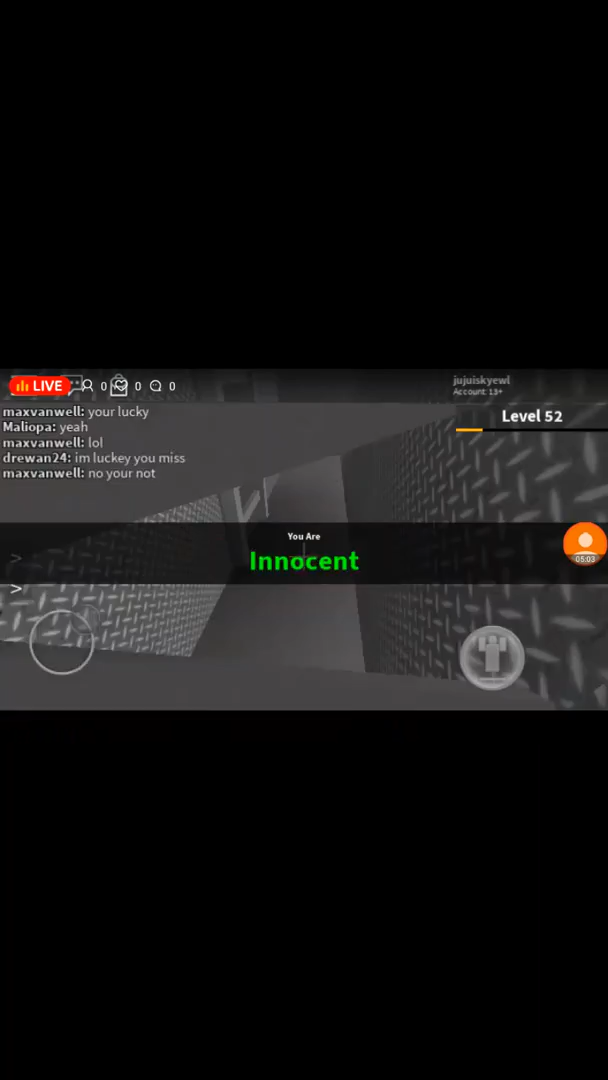 LIVE 0 0 0
jujuiskyewl
Account: 13+
Level 52
maxvanwell: your lucky
Maliopa: yeah
maxvanwell: lol
drewan24: im luckey you miss
maxvanwell: no your not
You Are
Innocent
05:03